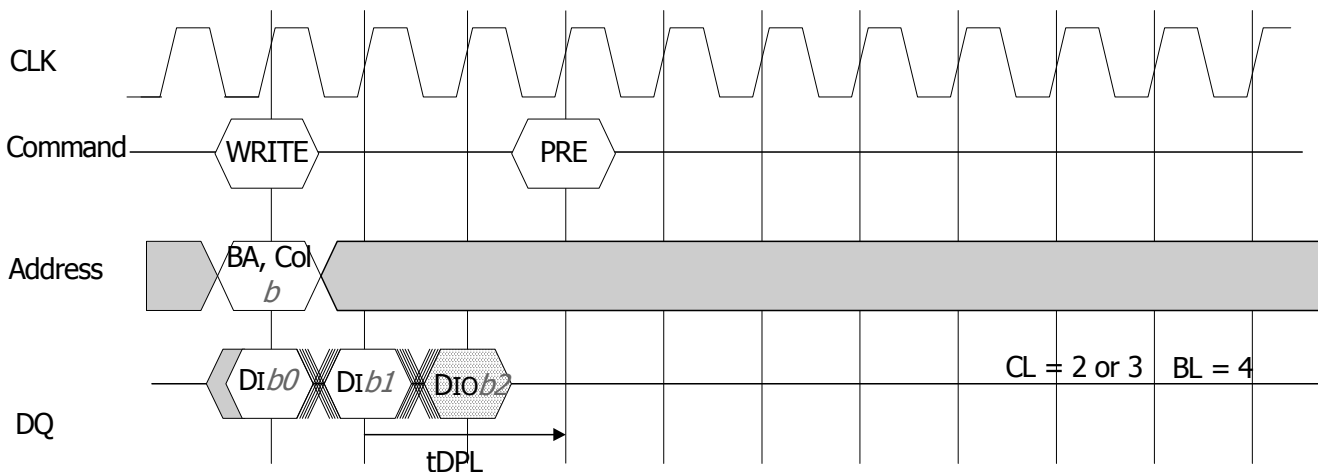 CLK
Command
WRITE
PRE
Address
BA, Col
b
DIb0
DIb1
DIOb2
CL = 2 or 3 BL = 4
DQ
tDPL